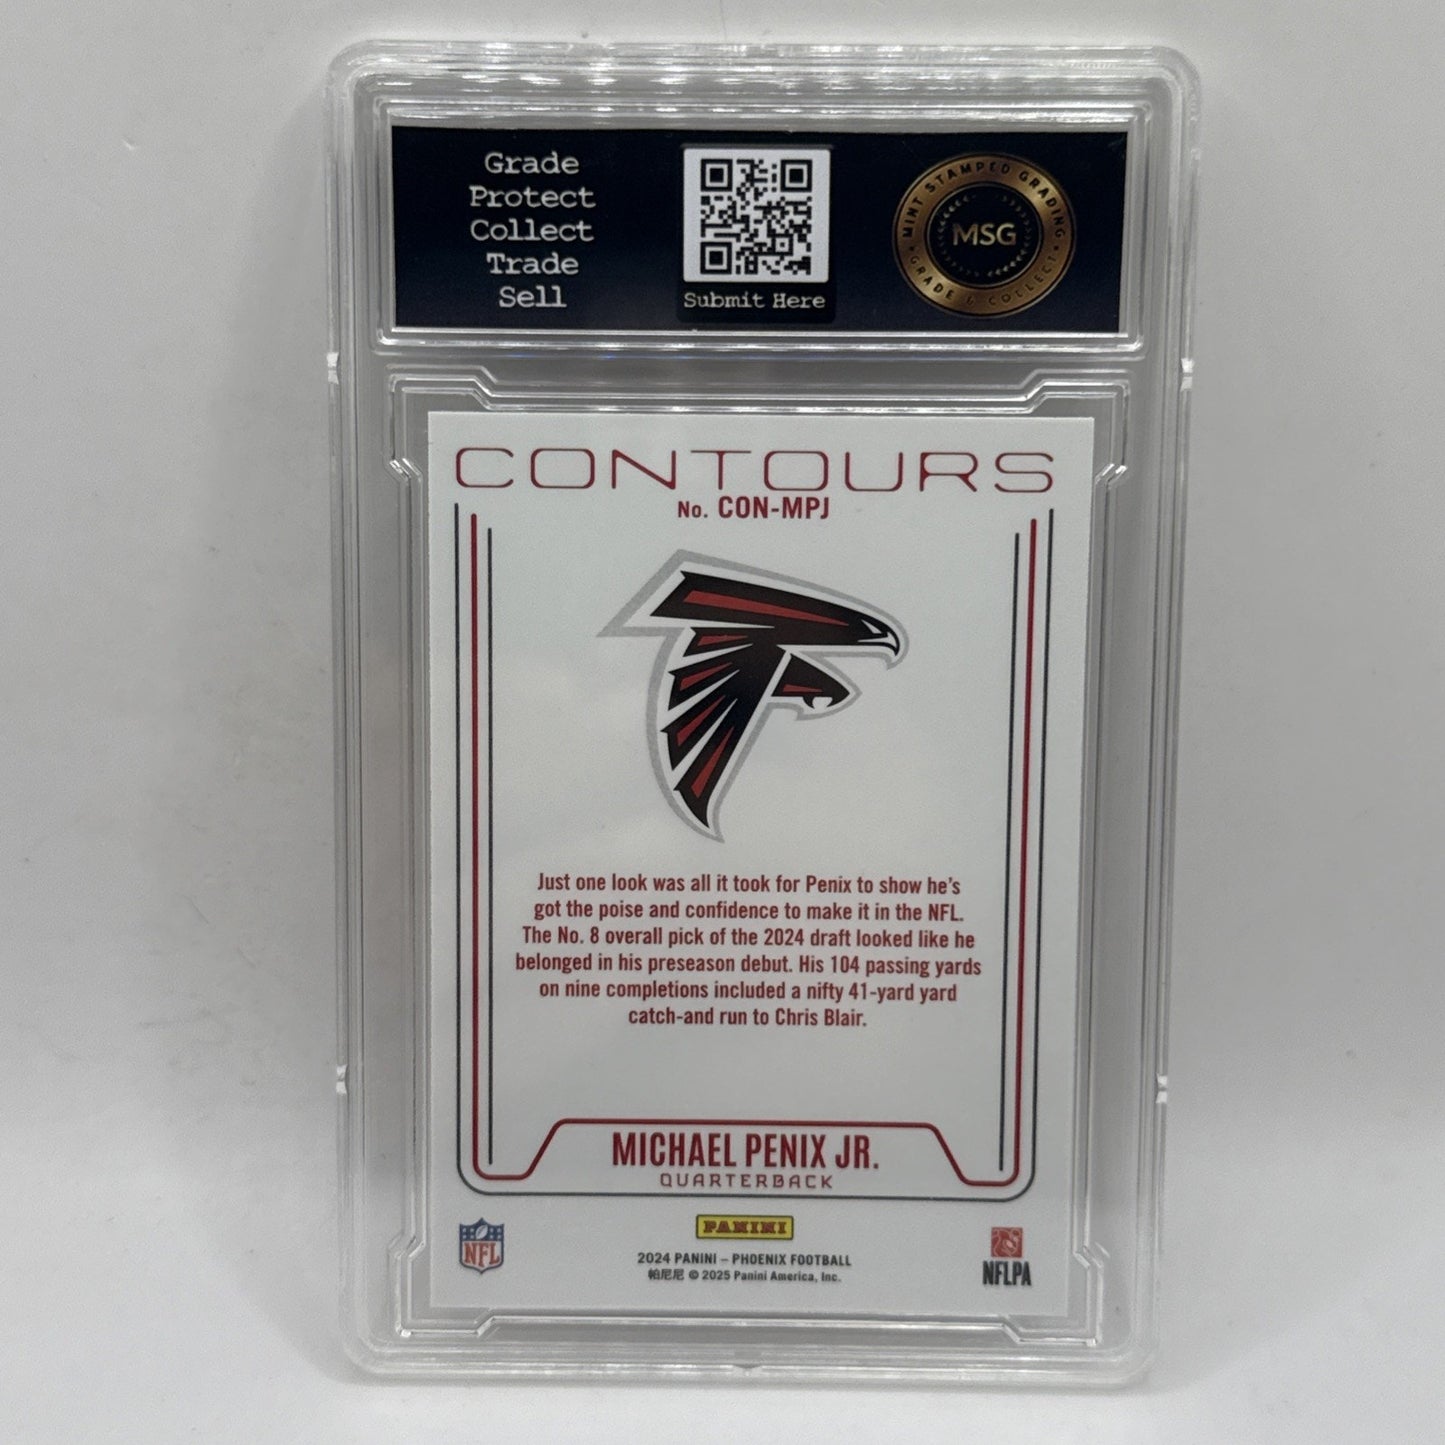 Grade
Protect
Collect
Trade
Sell
Submit Here
MINT STAMPED GRADING
MSG
GRADE & COLLECT
CONTOURS
No. CON-MPJ
Just one look was all it took for Penix to show he's
got the poise and confidence to make it in the NFL.
The No. 8 overall pick of the 2024 draft looked like he
belonged in his preseason debut. His 104 passing yards
on nine completions included a nifty 41-yard yard
catch-and run to Chris Blair.
MICHAEL PENIX JR.
QUARTERBACK
NFL
PANINI
2024 PANINI – PHOENIX FOOTBALL
帕尼尼 © 2025 Panini America, Inc.
NFLPA